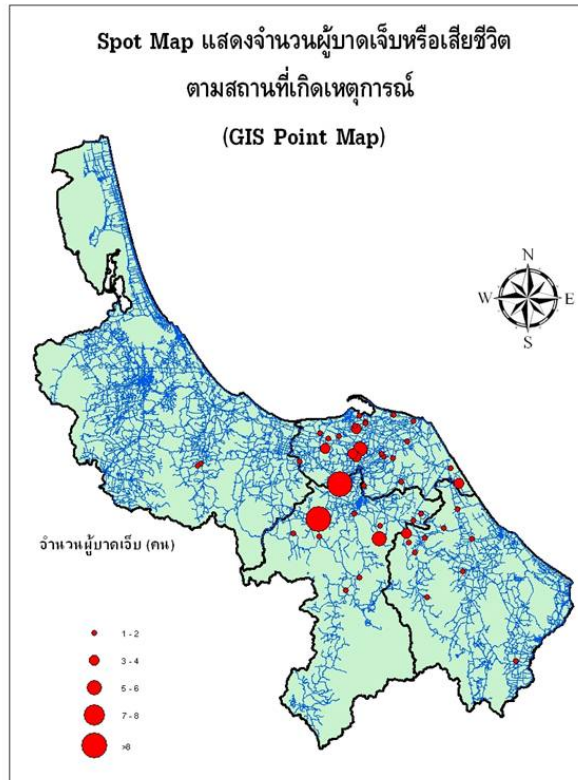 Spot Map แสดงจำนวนผู้บาดเจ็บหรือเสียชีวิต
ตามสถานที่เกิดเหตุการณ์
(GIS Point Map)
N
W
E
S
จำนวนผู้บาดเจ็บ (คน)
1 - 2
3 - 4
5 - 6
7 - 8
>8